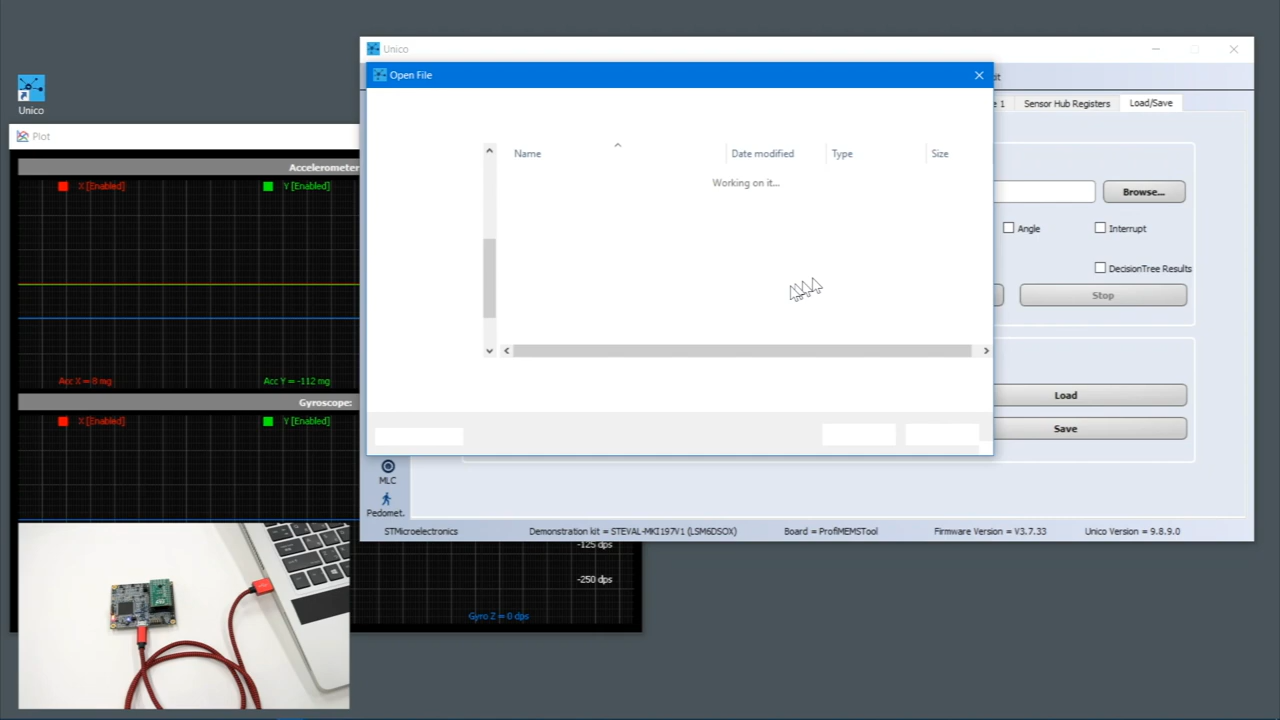 Unico
Open File
Unico
Plot
dt
e 1
Sensor Hub Registers
Load/Save
Name
Date modified
Type
Size
Working on it...
Browse...
Angle
Interrupt
DecisionTree Results
Stop
Load
Save
Accelerometer
X [Enabled]
Y [Enabled]
Acc X = 8 mg
Acc Y = -112 mg
Gyroscope:
X [Enabled]
Y [Enabled]
MLC
Pedomet.
STMicroelectronics
Demonstration kit = STEVAL-MKI197V1 (LSM6DSOX)
Board = ProfiMEMSTool
Firmware Version = V3.7.33
Unico Version = 9.8.9.0
-125 dps
-250 dps
Gyro Z = 0 dps